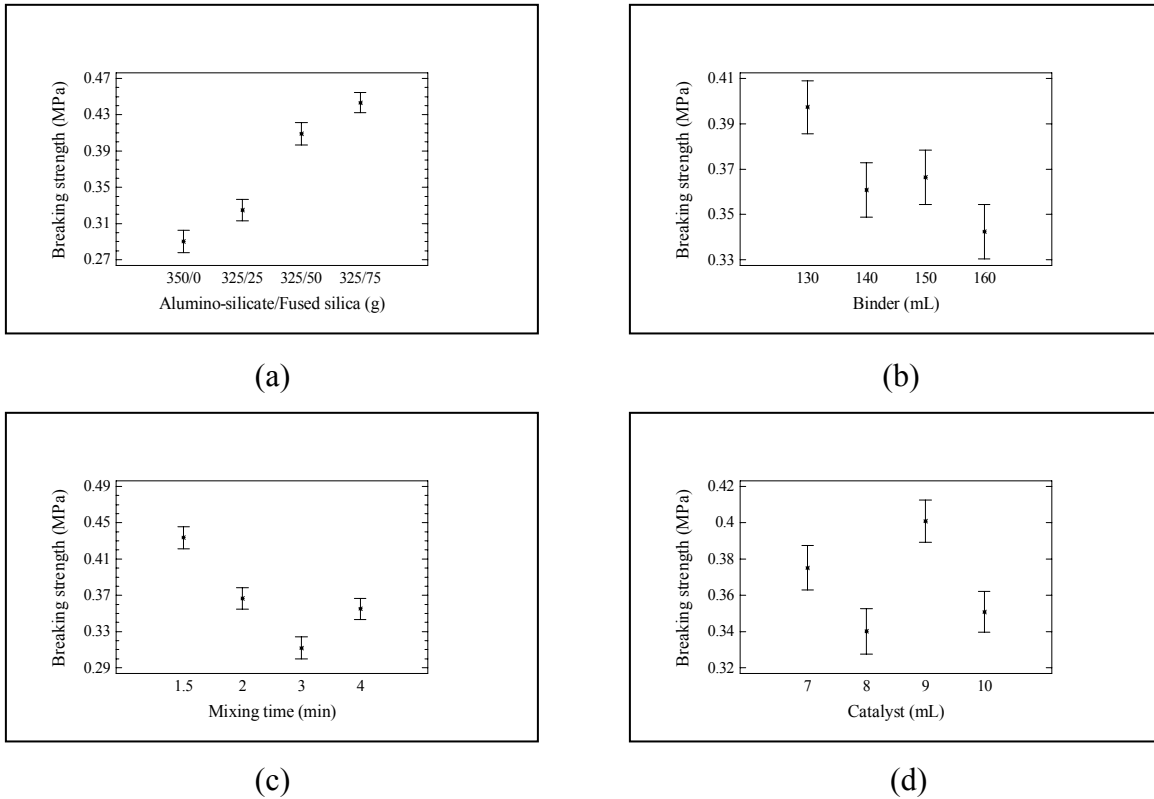 Breaking strength (MPa)
0.47
0.43
0.39
0.35
0.31
0.27
350/0 325/25 325/50 325/75
Alumino-silicate/Fused silica (g)
(a)
Breaking strength (MPa)
0.41
0.39
0.37
0.35
0.33
130 140 150 160
Binder (mL)
(b)
Breaking strength (MPa)
0.49
0.45
0.41
0.37
0.33
0.29
1.5 2 3 4
Mixing time (min)
(c)
Breaking strength (MPa)
0.42
0.4
0.38
0.36
0.34
0.32
7 8 9 10
Catalyst (mL)
(d)